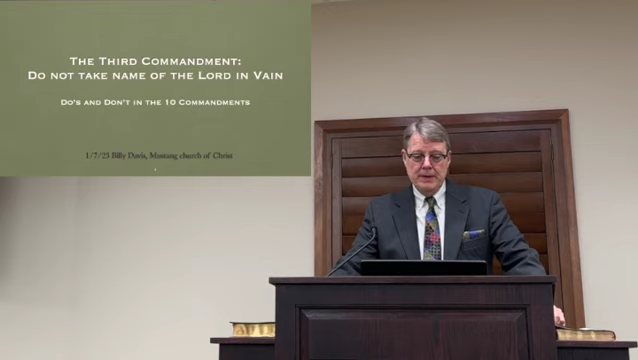 The Third Commandment:
Do not take name of the Lord in Vain
Do's and Don't in the 10 Commandments
1/7/23 Billy Davis, Mustang church of Christ